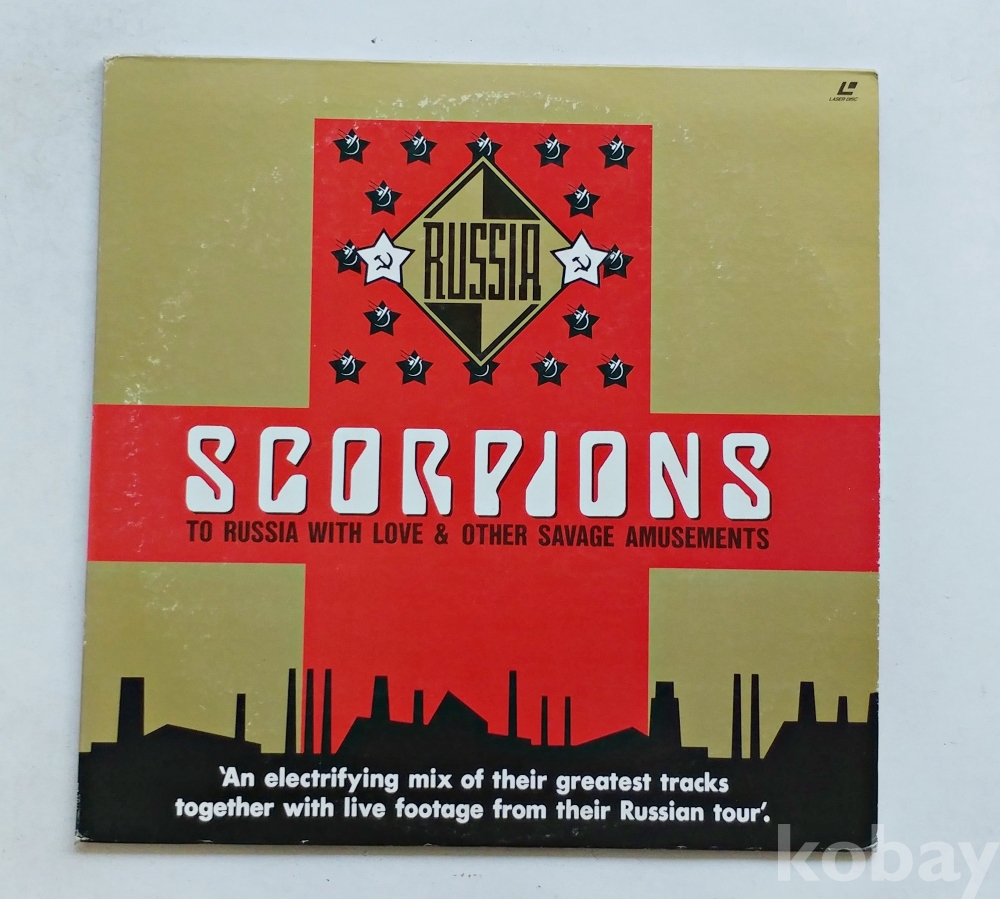 LASER DISC
RUSSIA
SCORPIONS
TO RUSSIA WITH LOVE & OTHER SAVAGE AMUSEMENTS
'An electrifying mix of their greatest tracks
together with live footage from their Russian tour'.
kobay